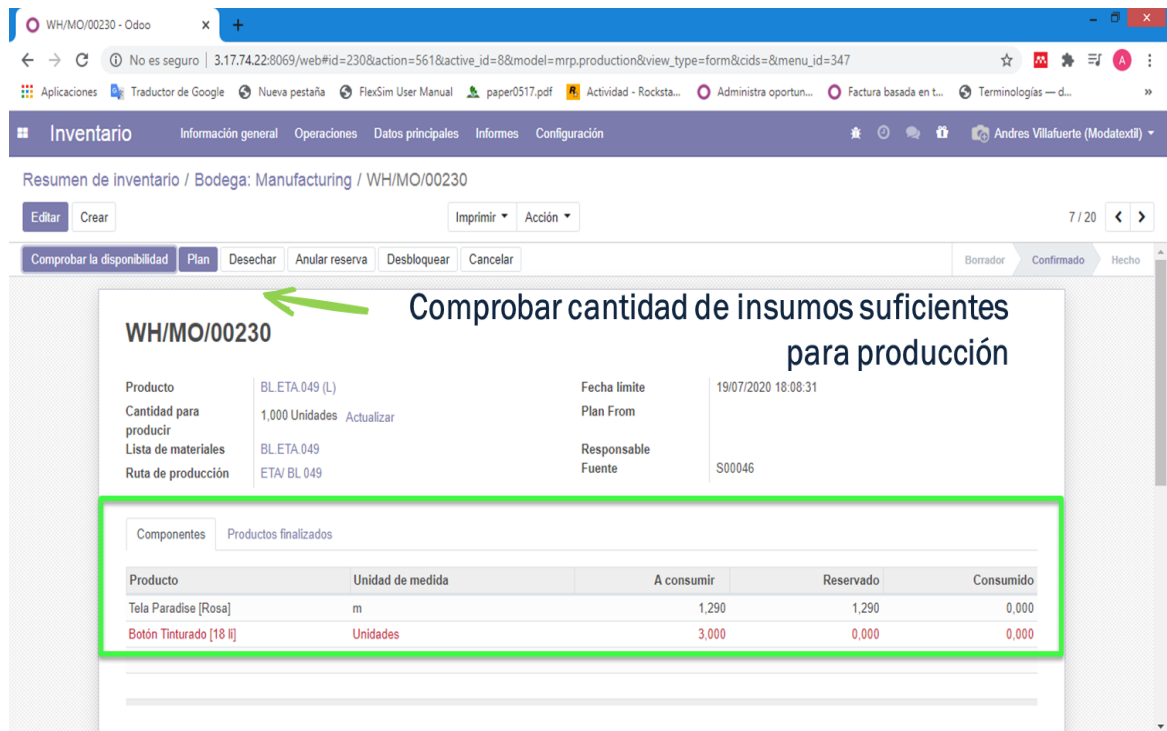 WH/MO/00230 - Odoo
No es seguro 3.17.74.22:8069/web#id=230&action=561&active_id=8&model=mrp.production&view_type=form&cids=&menu_id=347
Aplicaciones Traductor de Google Nueva pestaña FlexSim User Manual paper0517.pdf Actividad - Rocksta... Administra oportun... Factura basada en t... Terminologías — d... »
Inventario Información general Operaciones Datos principales Informes Configuración Andres Villafuerte (Modatextil)
Resumen de inventario / Bodega: Manufacturing / WH/MO/00230
Editar Crear Imprimir Acción 7 / 20
Comprobar la disponibilidad Plan Desechar Anular reserva Desbloquear Cancelar Borrador Confirmado Hecho
Comprobar cantidad de insumos suficientes
para producción
WH/MO/00230
Producto BL.ETA.049 (L) Fecha límite 19/07/2020 18:08:31
Cantidad para 1,000 Unidades Actualizar Plan From
producir
Lista de materiales BL.ETA.049 Responsable
Ruta de producción ETA/ BL 049 Fuente S00046
Componentes Productos finalizados
Producto Unidad de medida A consumir Reservado Consumido
Tela Paradise [Rosa] m 1,290 1,290 0,000
Botón Tinturado [18 li] Unidades 3,000 0,000 0,000